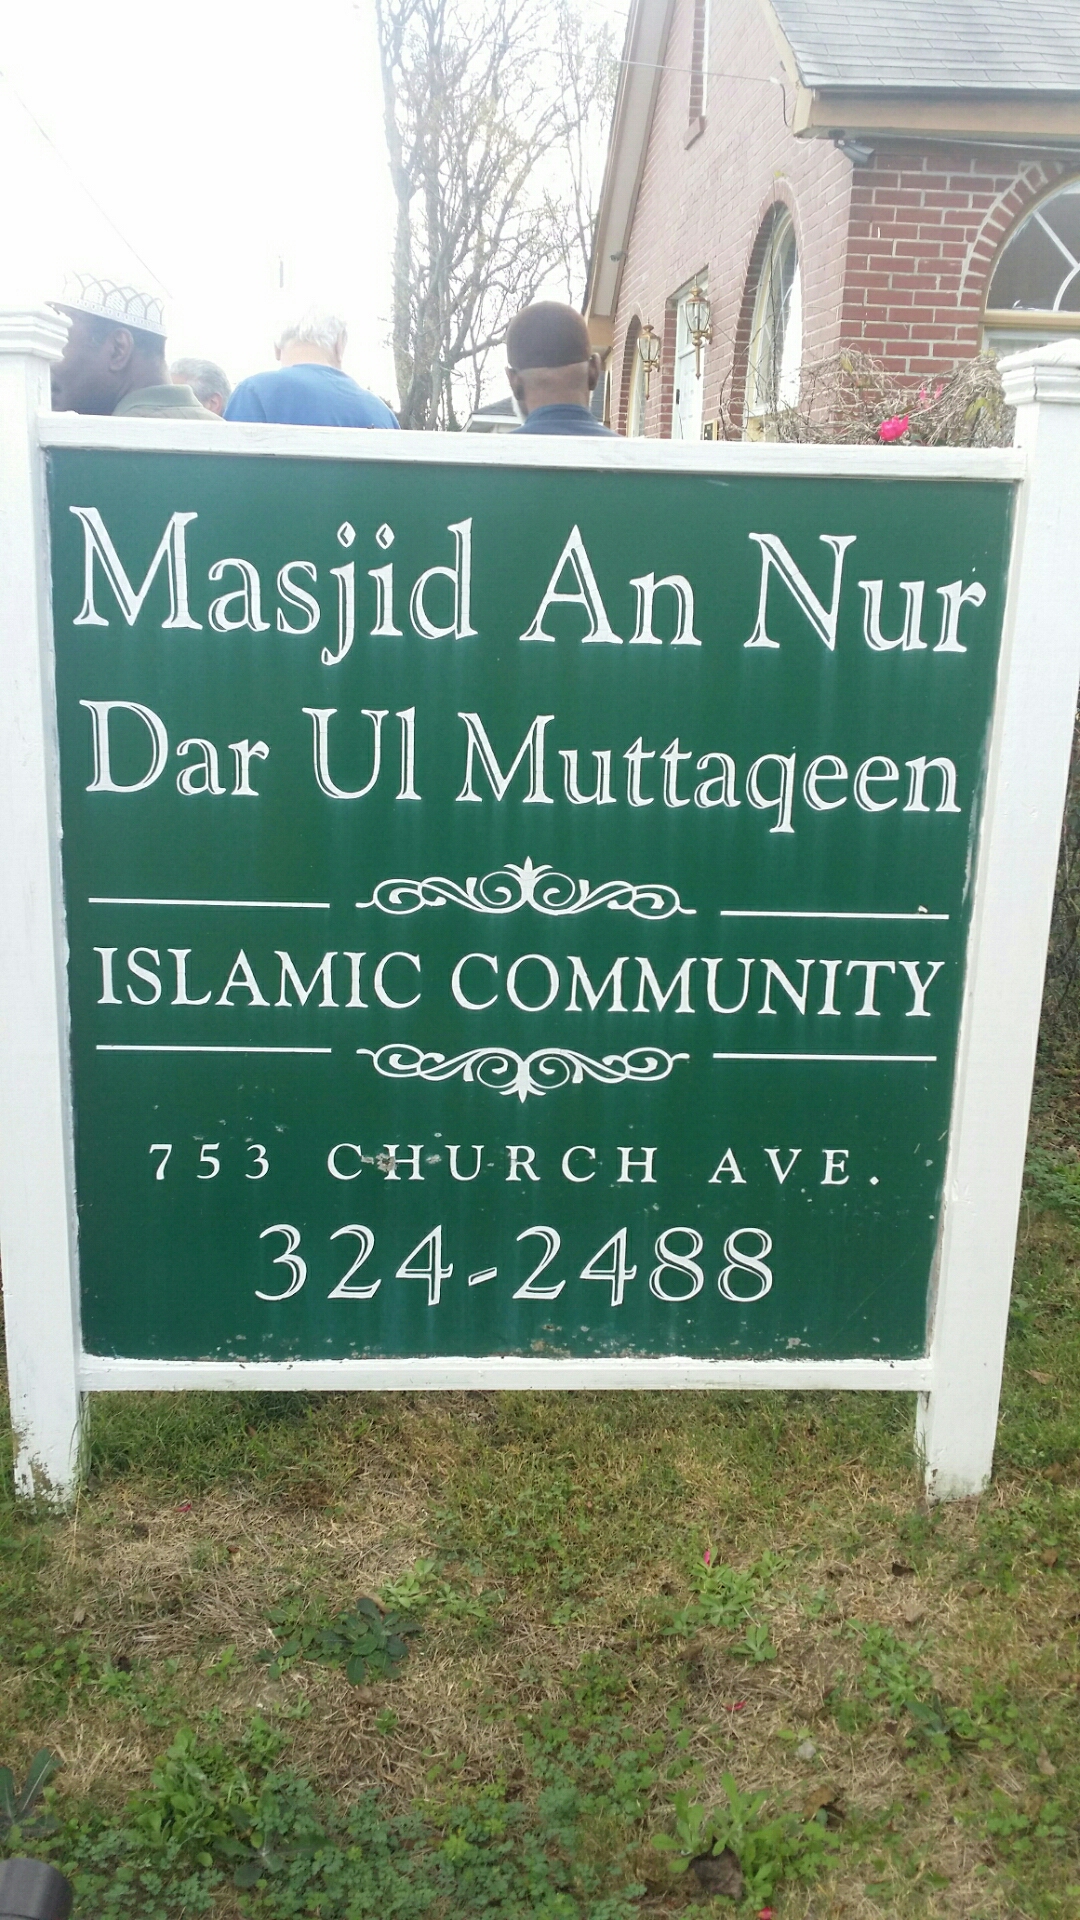 Masjid An Nur
Dar Ul Muttaqeen
ISLAMIC COMMUNITY
753 CHURCH AVE.
324-2488